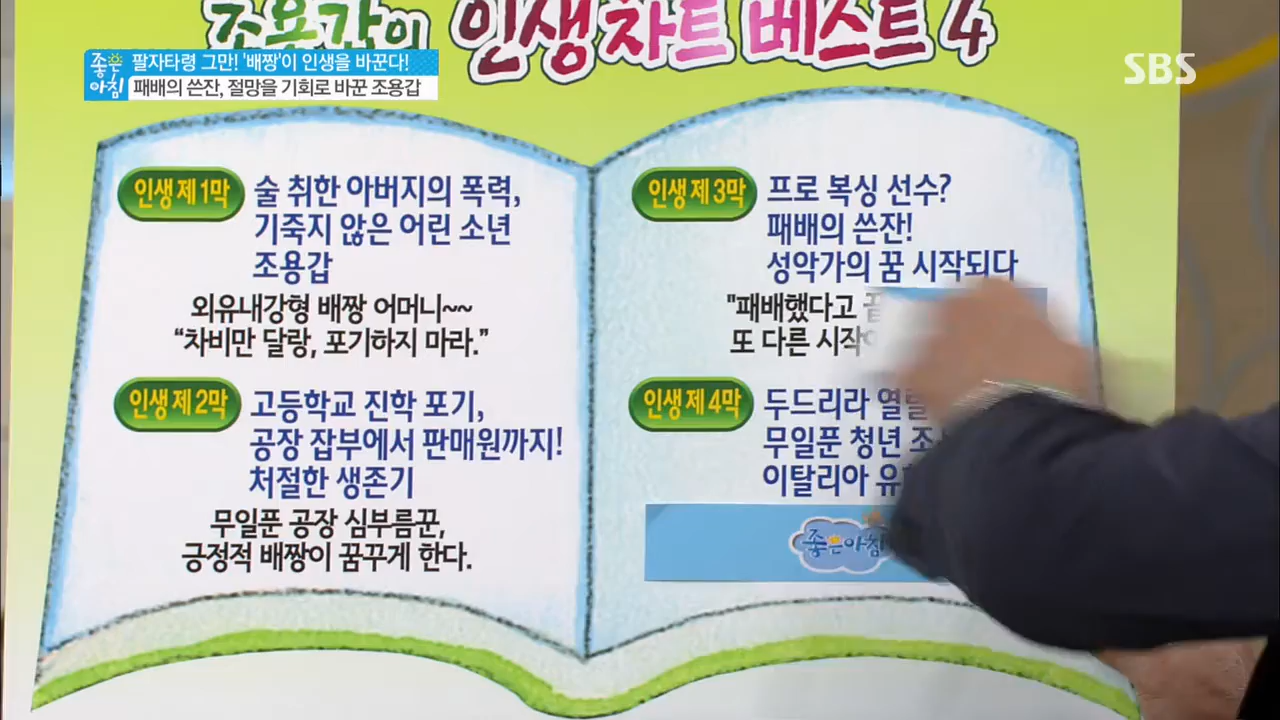 조용갑의 인생차트 베스트 4
좋은
아침
팔자타령 그만! '배짱'이 인생을 바꾼다!
패배의 쓴잔, 절망을 기회로 바꾼 조용갑
SBS
인생 제1막
술 취한 아버지의 폭력,
기죽지 않은 어린 소년
조용갑
외유내강형 배짱 어머니~~
“차비만 달랑, 포기하지 마라.”
인생 제2막
고등학교 진학 포기,
공장 잡부에서 판매원까지!
처절한 생존기
무일푼 공장 심부름꾼,
긍정적 배짱이 꿈꾸게 한다.
인생 제3막
프로 복싱 선수?
패배의 쓴잔!
성악가의 꿈 시작되다
"패배했다고
또 다른 시작
인생 제4막
두드리라
무일푼 청년
이탈리아
좋은아침